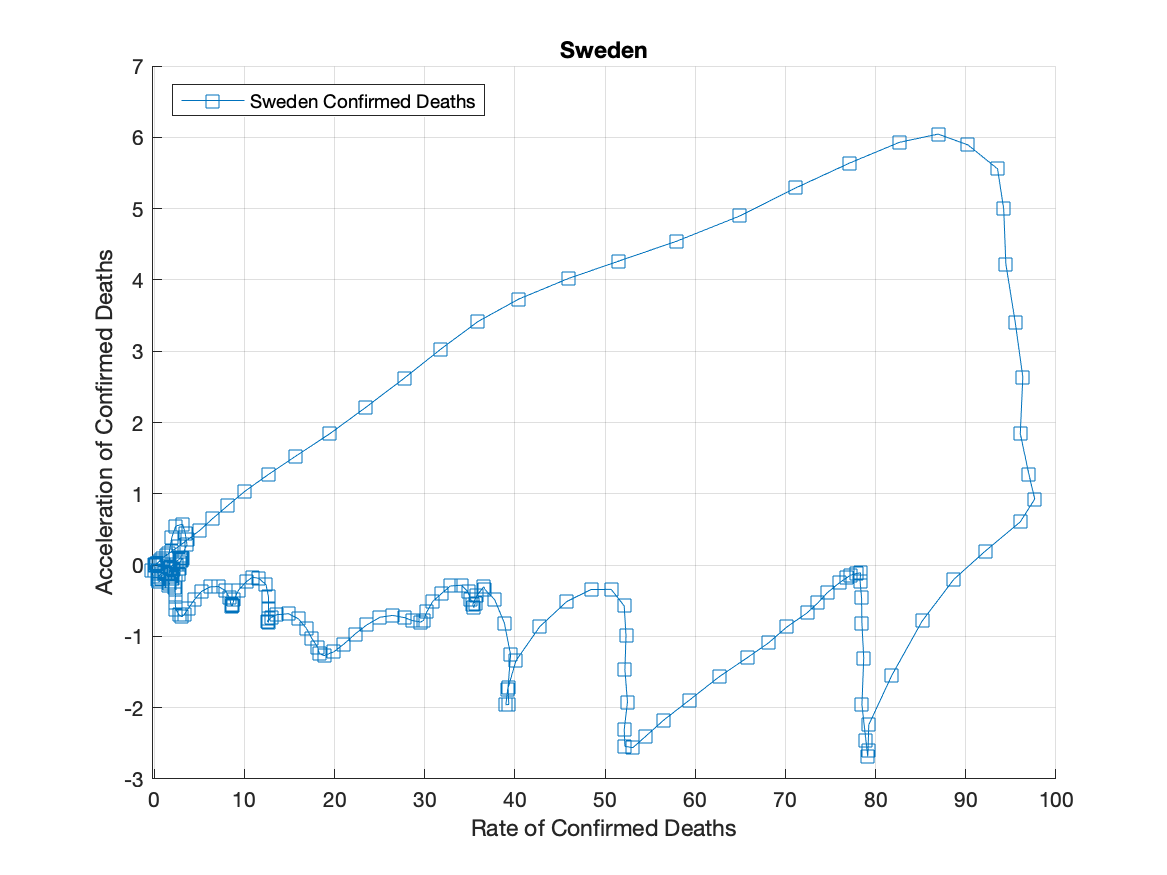 Sweden
7
Sweden Confirmed Deaths
6
5
4
3
2
1
0
-1
-2
-3
Acceleration of Confirmed Deaths
0 10 20 30 40 50 60 70 80 90 100
Rate of Confirmed Deaths